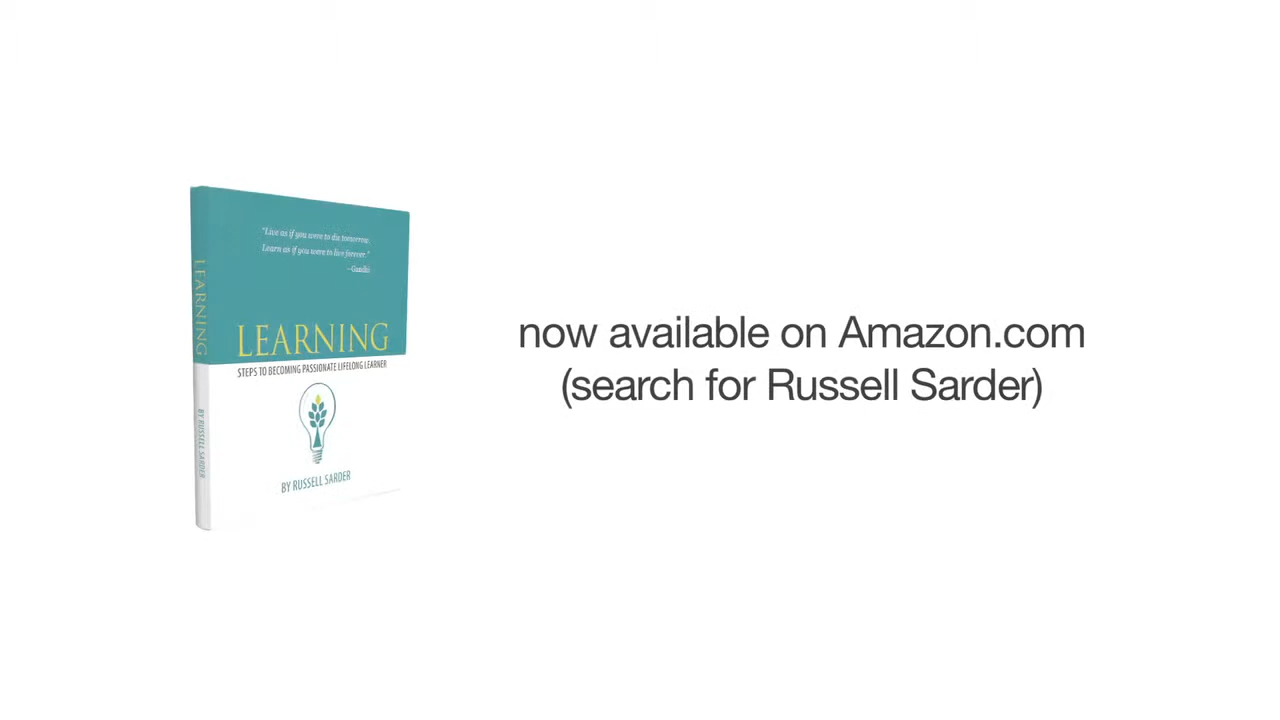 "Live as if you were to die tomorrow.
Learn as if you were to live forever."
—Gandhi
LEARNING
STEPS TO BECOMING PASSIONATE LIFELONG LEARNER
BY RUSSELL SARDER
LEARNING
BY RUSSELL SARDER
now available on Amazon.com
(search for Russell Sarder)